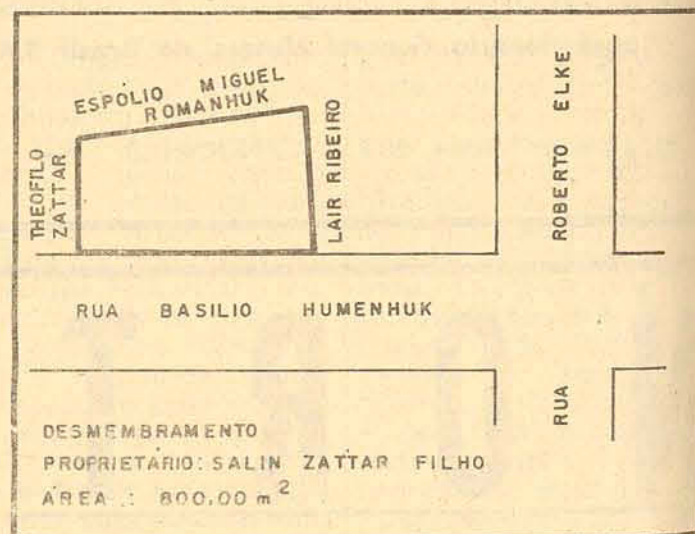 ESPOLIO MIGUEL
ROMANHUK
THEOFILO
ZATTAR
LAIR RIBEIRO
RUA ROBERTO ELKE
RUA BASILIO HUMENHUK
DESMEMBRAMENTO
PROPRIETARIO: SALIN ZATTAR FILHO
AREA : 800.00 m²